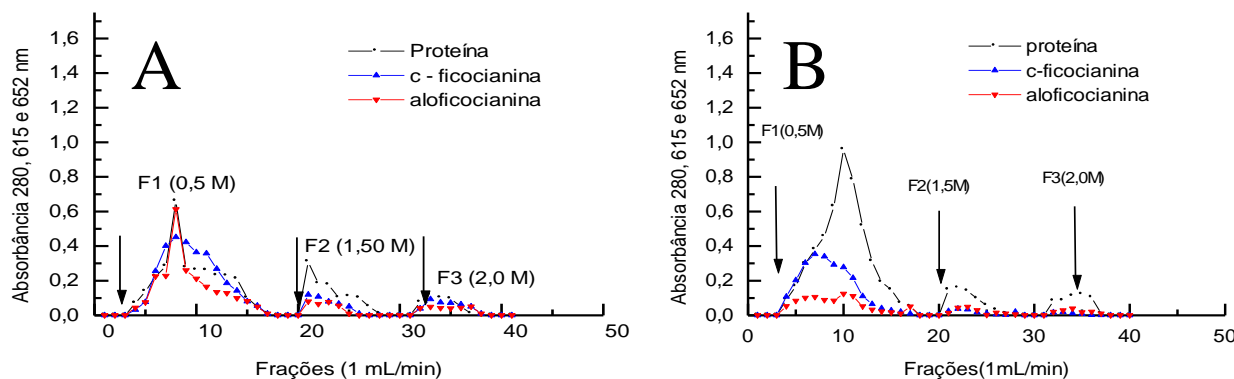 A
Proteína
c - ficocianina
aloficocianina
Absorbância 280, 615 e 652 nm
1,6
1,4
1,2
1,0
0,8
0,6
0,4
0,2
0,0
F1 (0,5 M)
F2 (1,50 M)
F3 (2,0 M)
0
10
20
30
40
50
Frações (1 mL/min)
B
proteína
c-ficocianina
aloficocianina
Absorbância 280, 615 e 652 nm
1,6
1,4
1,2
1,0
0,8
0,6
0,4
0,2
0,0
F1(0,5M)
F2(1,5M)
F3(2,0M)
0
10
20
30
40
50
Frações(1mL/min)